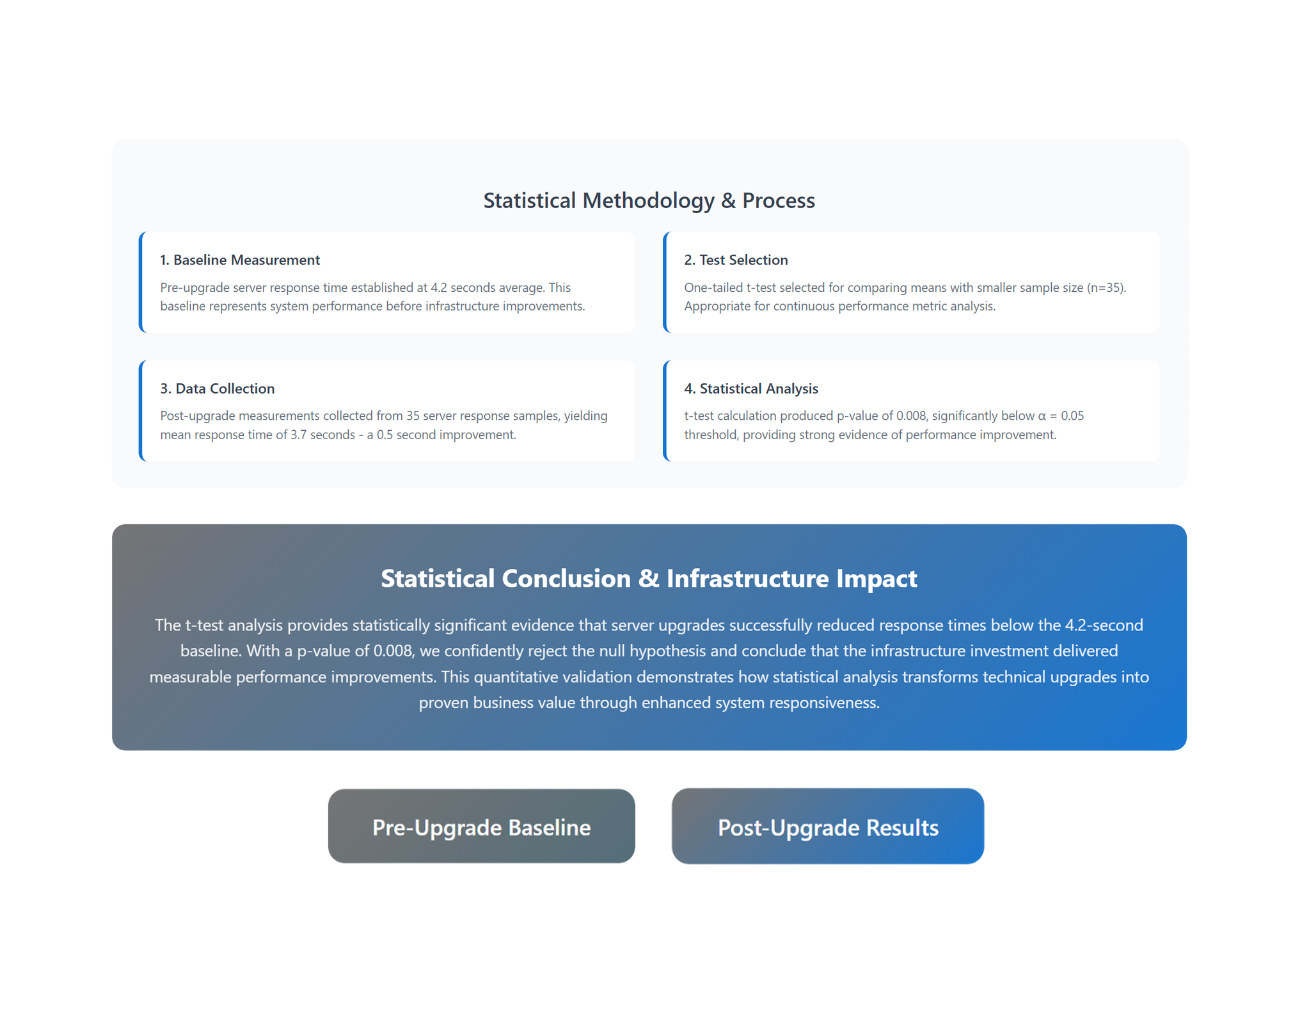 Statistical Methodology & Process
1. Baseline Measurement
Pre-upgrade server response time established at 4.2 seconds average. This
baseline represents system performance before infrastructure improvements.
2. Test Selection
One-tailed t-test selected for comparing means with smaller sample size (n=35).
Appropriate for continuous performance metric analysis.
3. Data Collection
Post-upgrade measurements collected from 35 server response samples, yielding
mean response time of 3.7 seconds - a 0.5 second improvement.
4. Statistical Analysis
t-test calculation produced p-value of 0.008, significantly below α = 0.05
threshold, providing strong evidence of performance improvement.
Statistical Conclusion & Infrastructure Impact
The t-test analysis provides statistically significant evidence that server upgrades successfully reduced response times below the 4.2-second
baseline. With a p-value of 0.008, we confidently reject the null hypothesis and conclude that the infrastructure investment delivered
measurable performance improvements. This quantitative validation demonstrates how statistical analysis transforms technical upgrades into
proven business value through enhanced system responsiveness.
Pre-Upgrade Baseline
Post-Upgrade Results